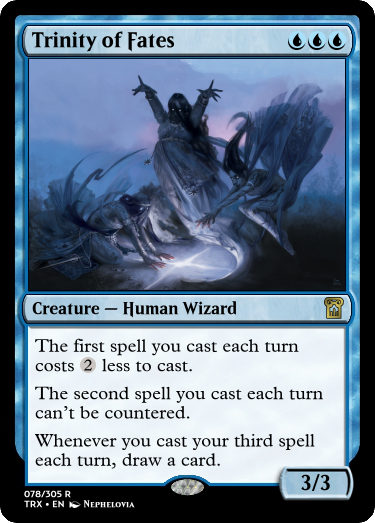 Trinity of Fates
Creature — Human Wizard
The first spell you cast each turn
costs 2 less to cast.
The second spell you cast each turn
can't be countered.
Whenever you cast your third spell
each turn, draw a card.
3/3
078/305 R
TRX • EN Nephelovia